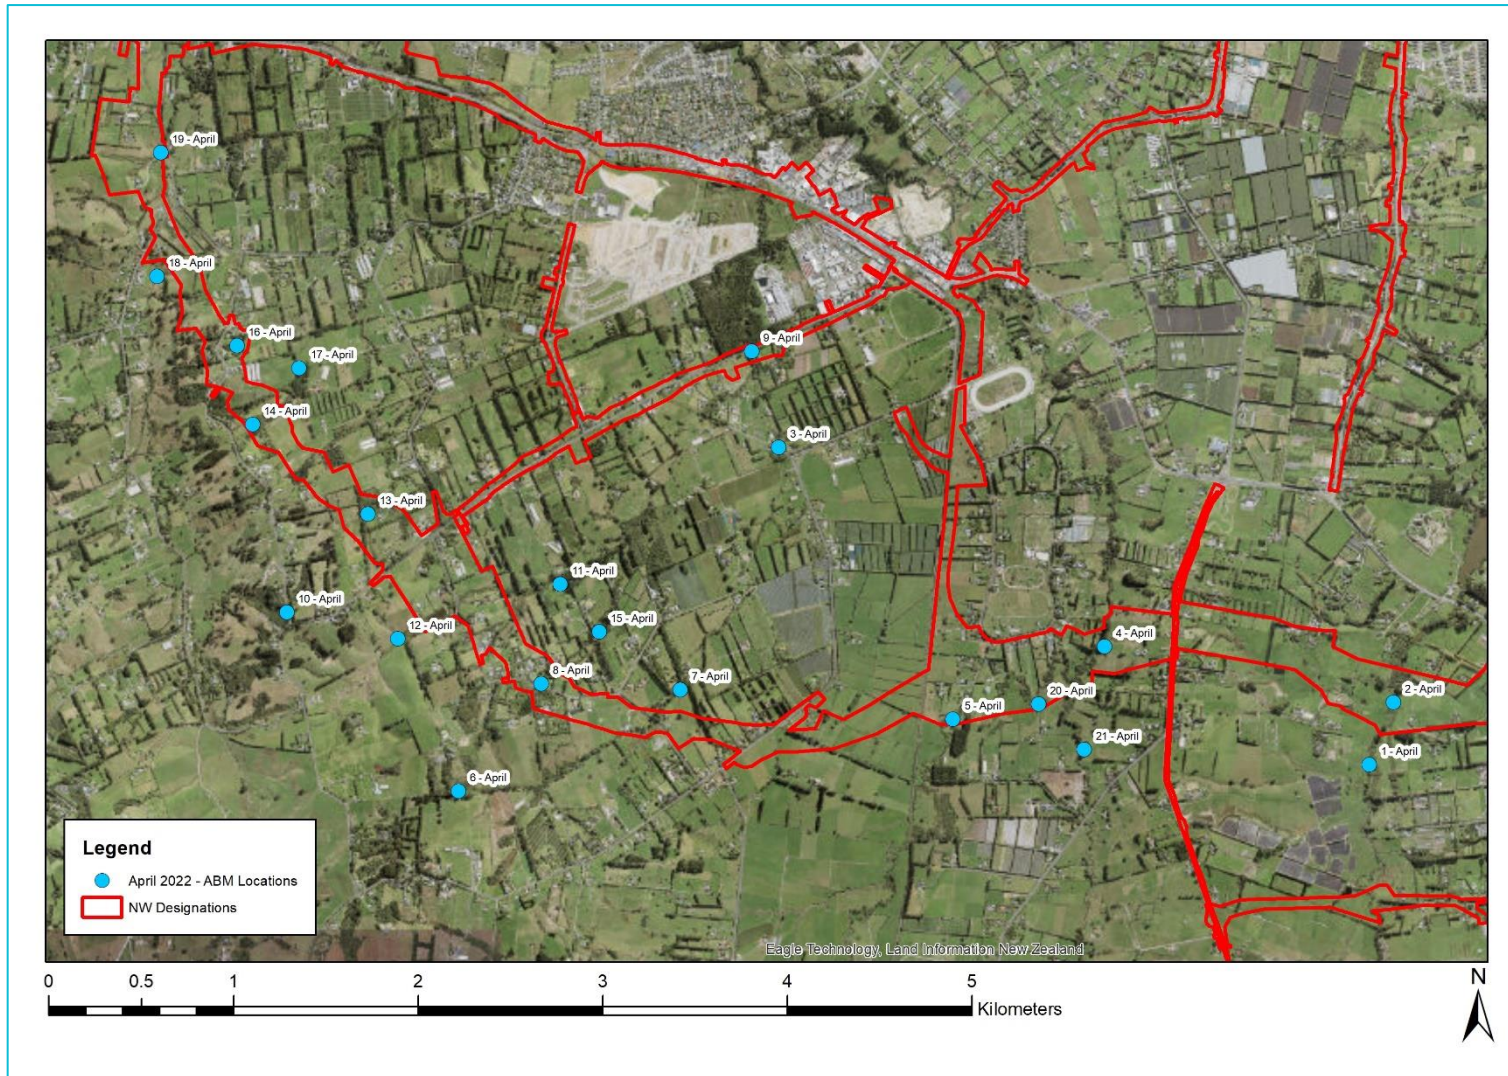 19 - April
18 - April
16 - April
17 - April
9 - April
14 - April
3 - April
13 - April
11 - April
10 - April
15 - April
12 - April
4 - April
8 - April
7 - April
20 - April
2 - April
5 - April
21 - April
1 - April
6 - April
Legend
April 2022 - ABM Locations
NW Designations
Eagle Technology, Land Information New Zealand
0 0.5 1 2 3 4 5
Kilometers
N